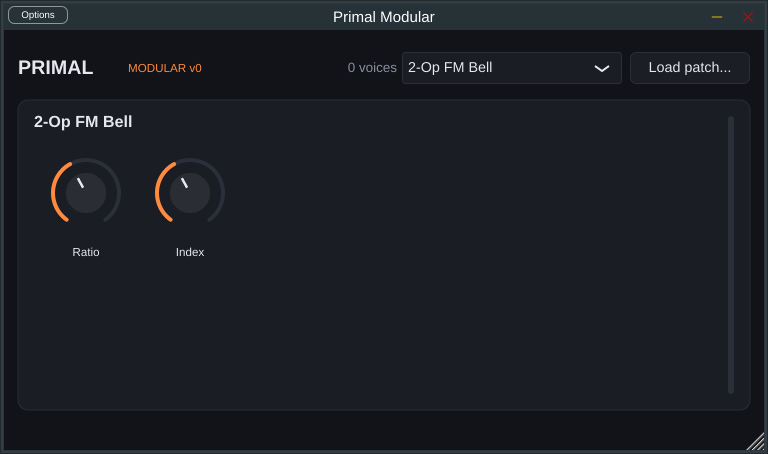 Options
Primal Modular
PRIMAL
MODULAR v0
0 voices
2-Op FM Bell
Load patch...
2-Op FM Bell
Ratio
Index